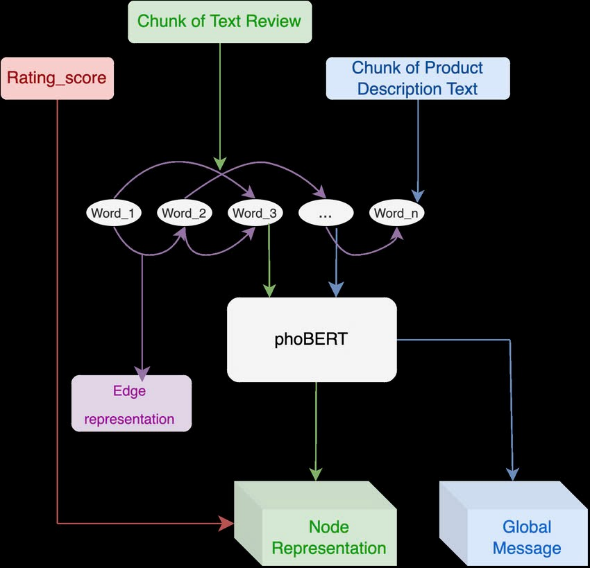 Chunk of Text Review
Rating_score
Chunk of Product
Description Text
Word_1
Word_2
Word_3
...
Word_n
phoBERT
Edge
representation
Node
Representation
Global
Message